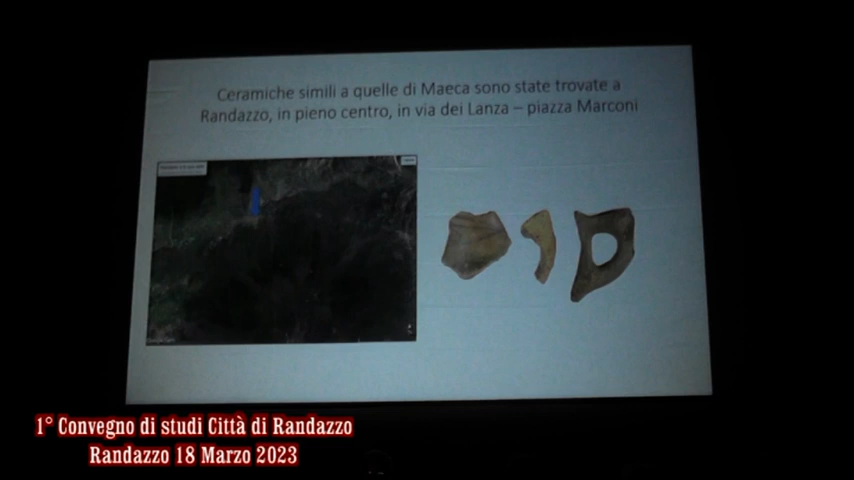 Ceramiche simili a quelle di Maeca sono state trovate a
Randazzo, in pieno centro, in via dei Lanza – piazza Marconi
1° Convegno di studi Città di Randazzo
Randazzo 18 Marzo 2023